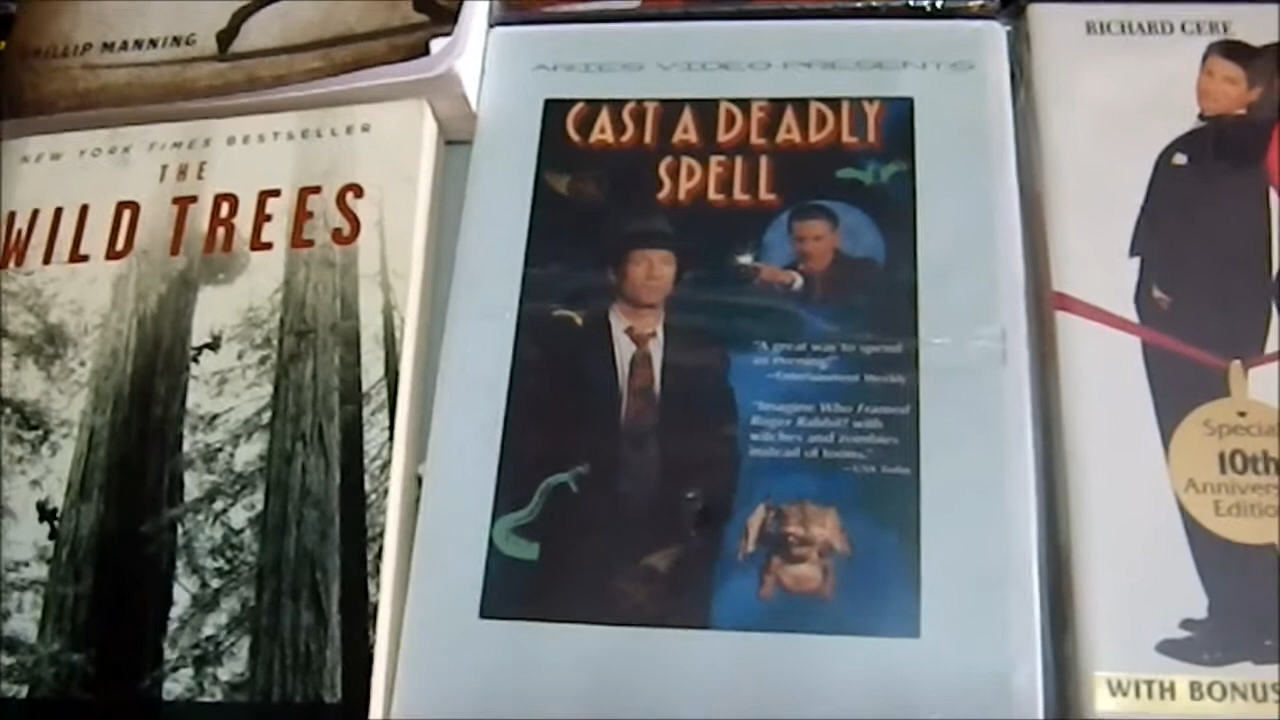 PHILLIP MANNING
NEW YORK TIMES BESTSELLER
THE
WILD TREES
ARIES VIDEO PRESENTS
CAST A DEADLY
SPELL
"A great way to spend
an evening!"
—Entertainment Weekly
"Imagine Who Framed
Roger Rabbit? with
witches and zombies
instead of toons."
—USA Today
RICHARD GERE
Special
10th
Anniver
Editio
WITH BONUS